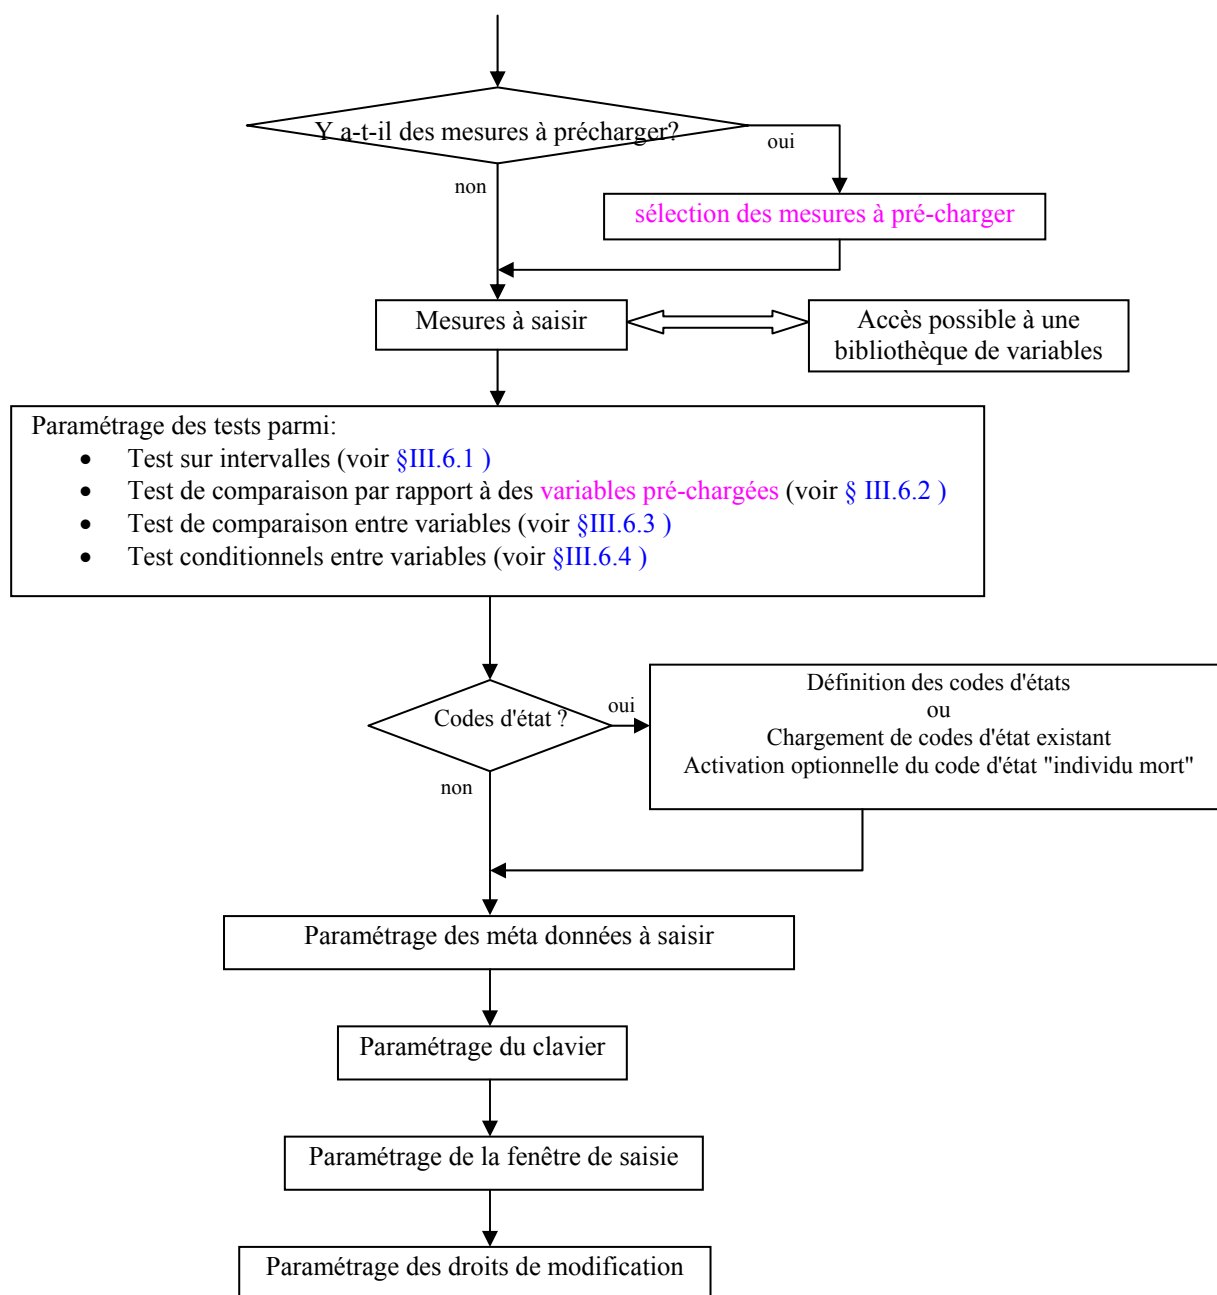 Y a-t-il des mesures à précharger?
oui
non
sélection des mesures à pré-charger
Mesures à saisir
Accès possible à une
bibliothèque de variables
Paramétrage des tests parmi:
• Test sur intervalles (voir §III.6.1 )
• Test de comparaison par rapport à des variables pré-chargées (voir § III.6.2 )
• Test de comparaison entre variables (voir §III.6.3 )
• Test conditionnels entre variables (voir §III.6.4 )
Codes d'état ?
oui
non
Définition des codes d'états
ou
Chargement de codes d'état existant
Activation optionnelle du code d'état "individu mort"
Paramétrage des méta données à saisir
Paramétrage du clavier
Paramétrage de la fenêtre de saisie
Paramétrage des droits de modification